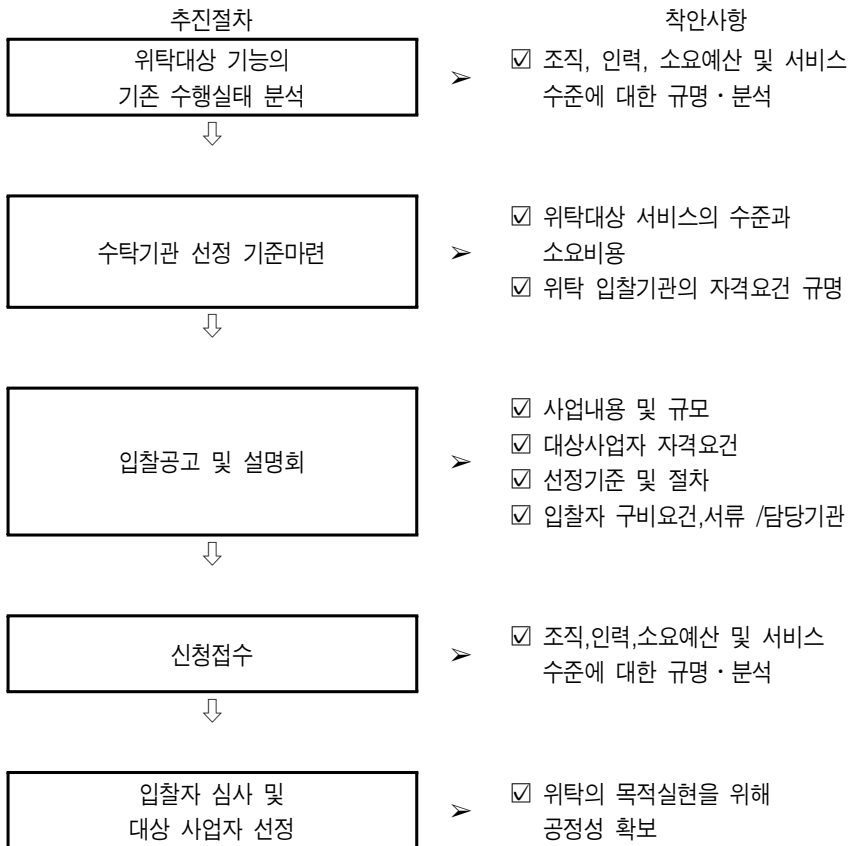 추진절차
착안사항
위탁대상 기능의
기존 수행실태 분석
➢
☑ 조직, 인력, 소요예산 및 서비스
수준에 대한 규명・분석
⇩
수탁기관 선정 기준마련
➢
☑ 위탁대상 서비스의 수준과
소요비용
☑ 위탁 입찰기관의 자격요건 규명
⇩
입찰공고 및 설명회
➢
☑ 사업내용 및 규모
☑ 대상사업자 자격요건
☑ 선정기준 및 절차
☑ 입찰자 구비요건,서류 /담당기관
⇩
신청접수
➢
☑ 조직,인력,소요예산 및 서비스
수준에 대한 규명・분석
⇩
입찰자 심사 및
대상 사업자 선정
➢
☑ 위탁의 목적실현을 위해
공정성 확보